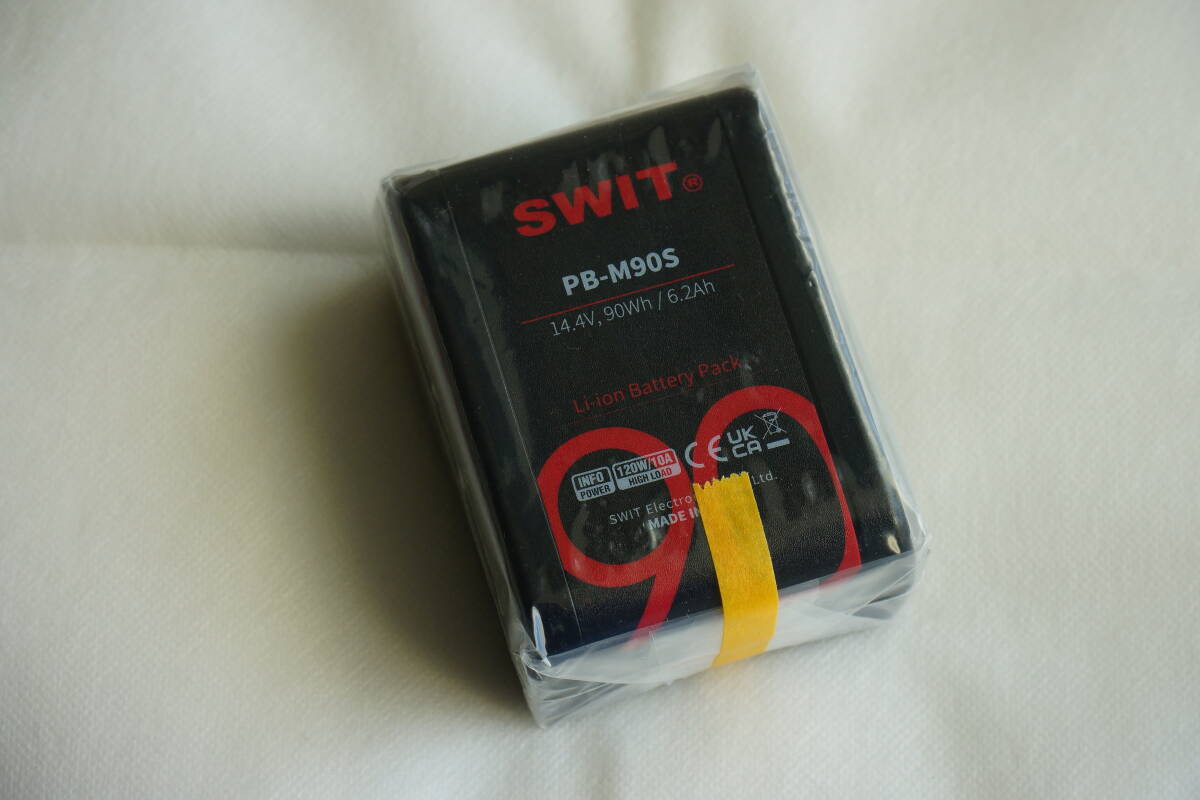 SWIT®
PB-M90S
14.4V, 90Wh / 6.2Ah
Li-ion Battery Pack
90
INFO POWER 120W/10A HIGH LOAD CE UK CA
SWIT Electro Ltd.
MADE IN